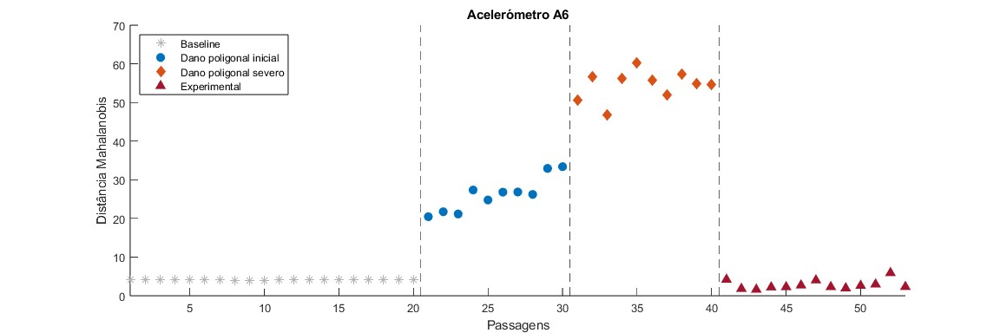 Acelerómetro A6
70
60
50
40
30
20
10
0
Distância Mahalanobis
Baseline
Dano poligonal inicial
Dano poligonal severo
Experimental
5 10 15 20 25 30 35 40 45 50
Passagens